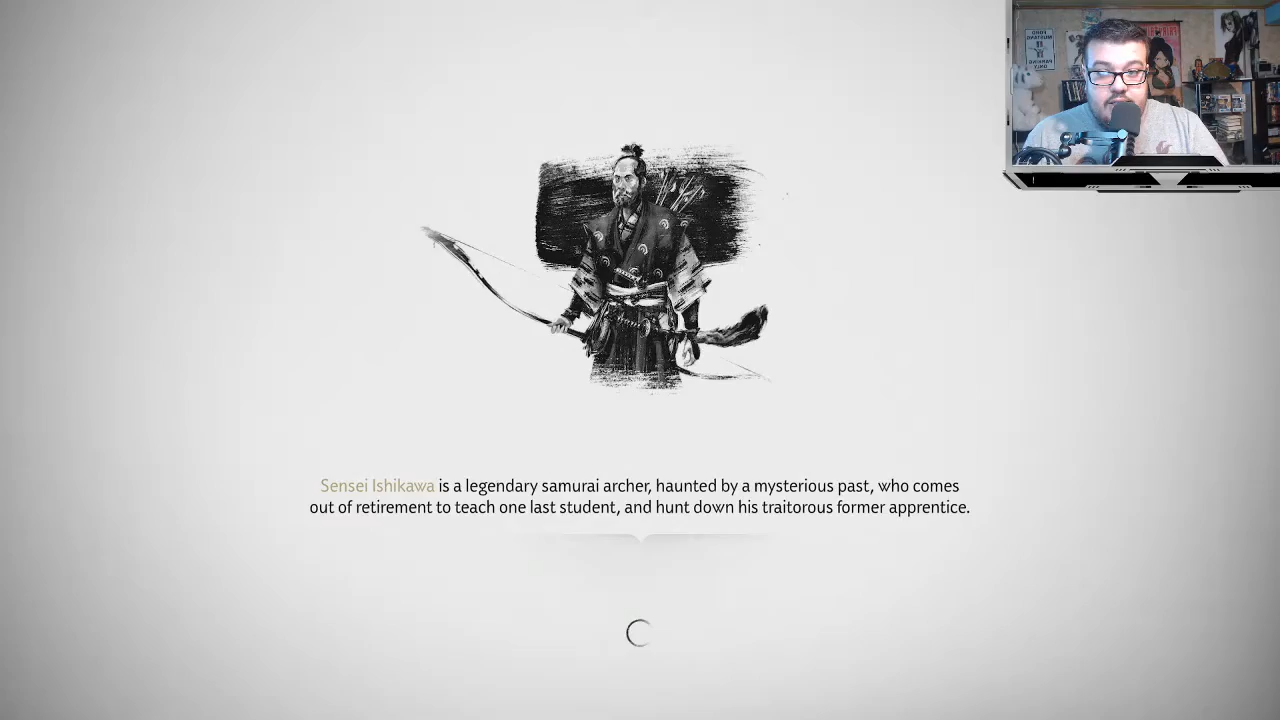 Sensei Ishikawa is a legendary samurai archer, haunted by a mysterious past, who comes
out of retirement to teach one last student, and hunt down his traitorous former apprentice.